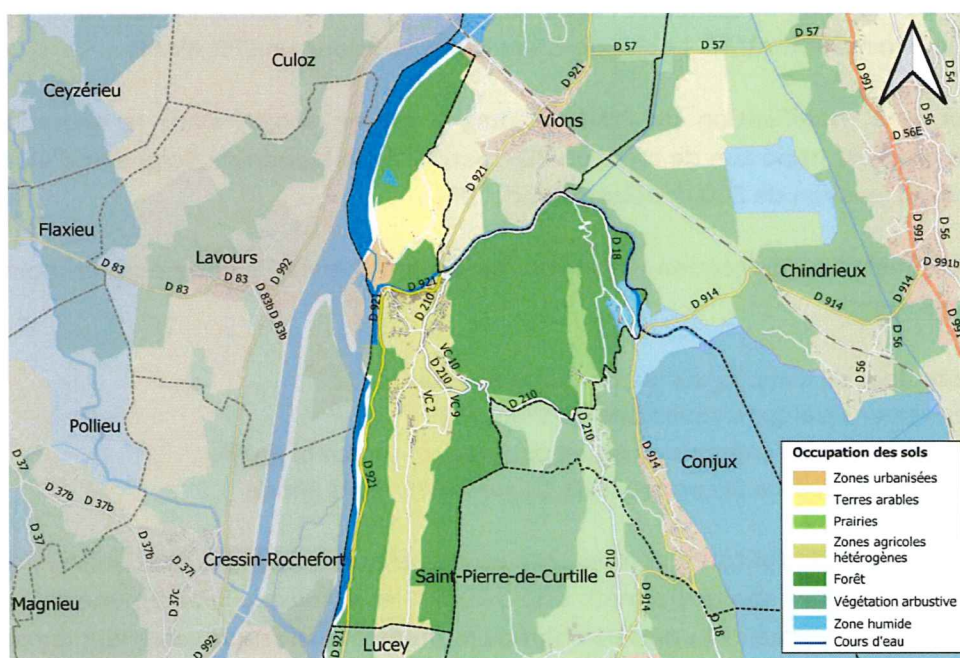 Culoz
D 57
D 57
D 57
D 54
Ceyzérieu
D 921
D 991
D 56
Vions
D 56E
D 921
Flaxieu
D 83
Lavours
D 83
D 992
D 18
D 991
D 56
D 83
D 83b
D 921
D 921
D 210
Chindrieux
D 914
D 991b
D 83b
D 914
D 914
D 991
VC 10
D 210
VC 9
VC 2
D 210
D 56
D 56
Pollieu
D 210
D 37
D 37b
D 37b
D 921
D 914
Conjux
D 37b
D 37i
Cressin-Rochefort
Saint-Pierre-de-Curtille
D 37
D 210
Magnieu
D 37c
D 914
D 992
D 921
Lucey
D 18
Occupation des sols
Zones urbanisées
Terres arables
Prairies
Zones agricoles
hétérogènes
Forêt
Végétation arbustive
Zone humide
Cours d'eau